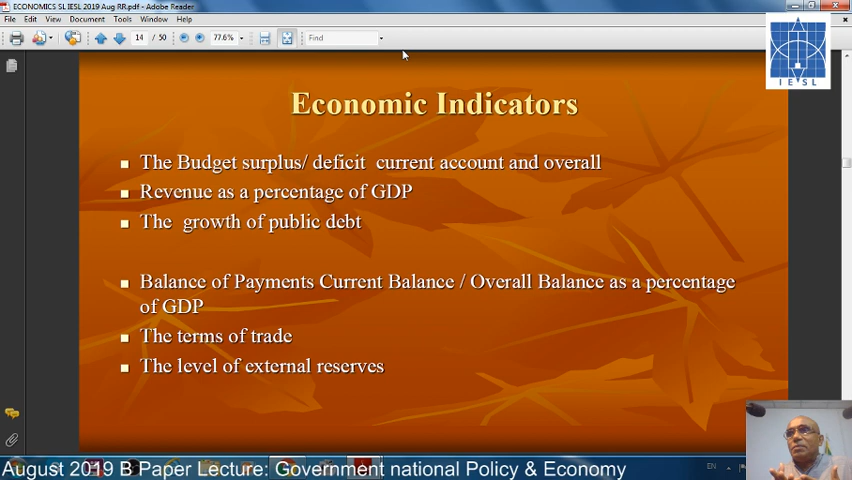 ECONOMICS SL IESL 2019 Aug RR.pdf - Adobe Reader
File Edit View Document Tools Window Help
14 / 50 77.6% Find
IESL
Economic Indicators
The Budget surplus/ deficit current account and overall
Revenue as a percentage of GDP
The growth of public debt
Balance of Payments Current Balance / Overall Balance as a percentage
of GDP
The terms of trade
The level of external reserves
EN
August 2019 B Paper Lecture: Government national Policy & Economy